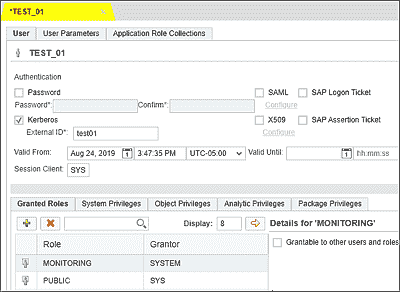 *TEST_01
User User Parameters Application Role Collections
TEST_01
Authentication
Password SAML SAP Logon Ticket
Password*: Confirm*: Configure
Kerberos X509 SAP Assertion Ticket
External ID*: test01 Configure
Valid From: Aug 24, 2019 3:47:35 PM UTC-05:00 Valid Until: hh.mm.ss
Session Client: SYS
Granted Roles System Privileges Object Privileges Analytic Privileges Package Privileges
Display: 8 Details for 'MONITORING'
Role Grantor Grantable to other users and roles
MONITORING SYSTEM
PUBLIC SYS